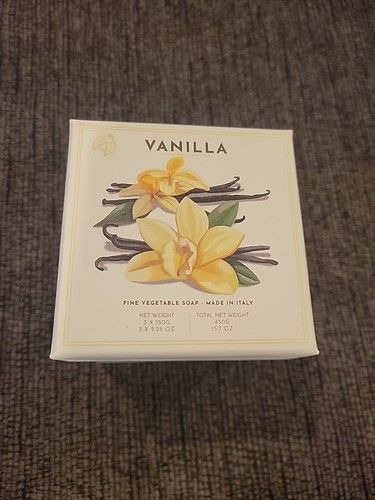 VANILLA
FINE VEGETABLE SOAP - MADE IN ITALY
NET WEIGHT
3 X 150G
3 X 5.25 OZ.
TOTAL NET WEIGHT
450G
15.7 OZ.